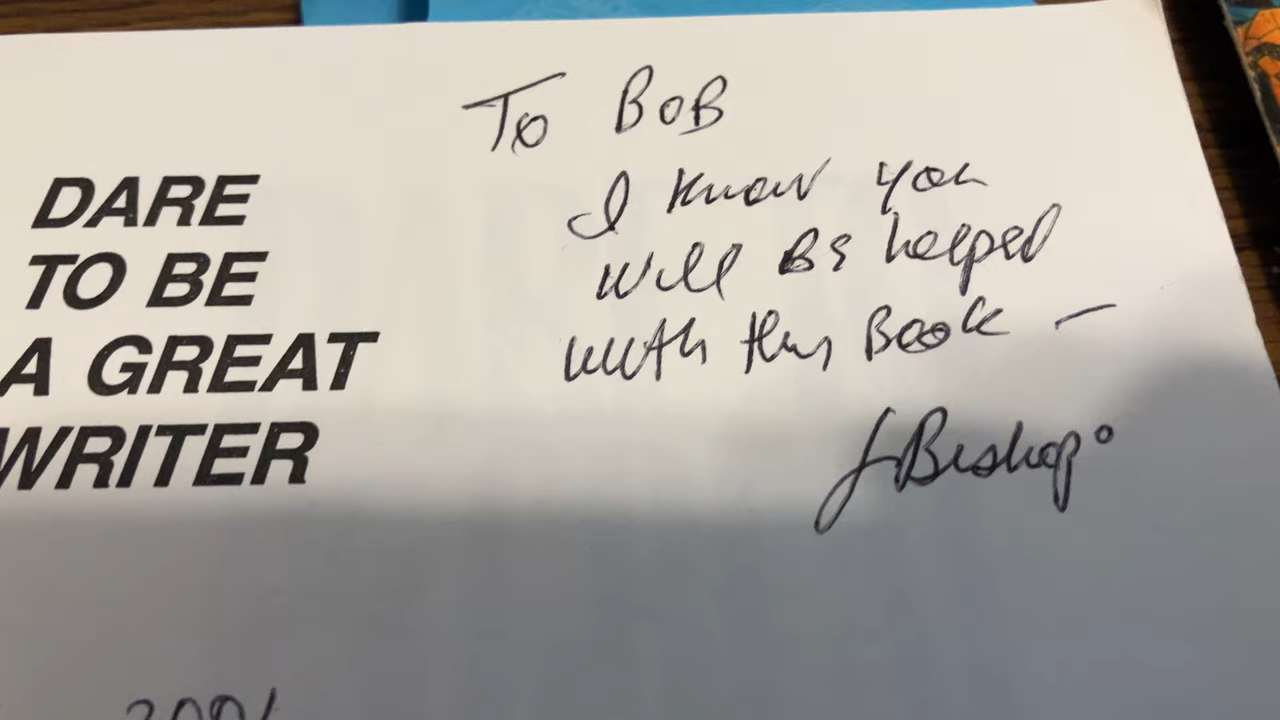 DARE
TO BE
A GREAT
WRITER
To BOB
I know you
will BE helped
with this Book —
J Bishop